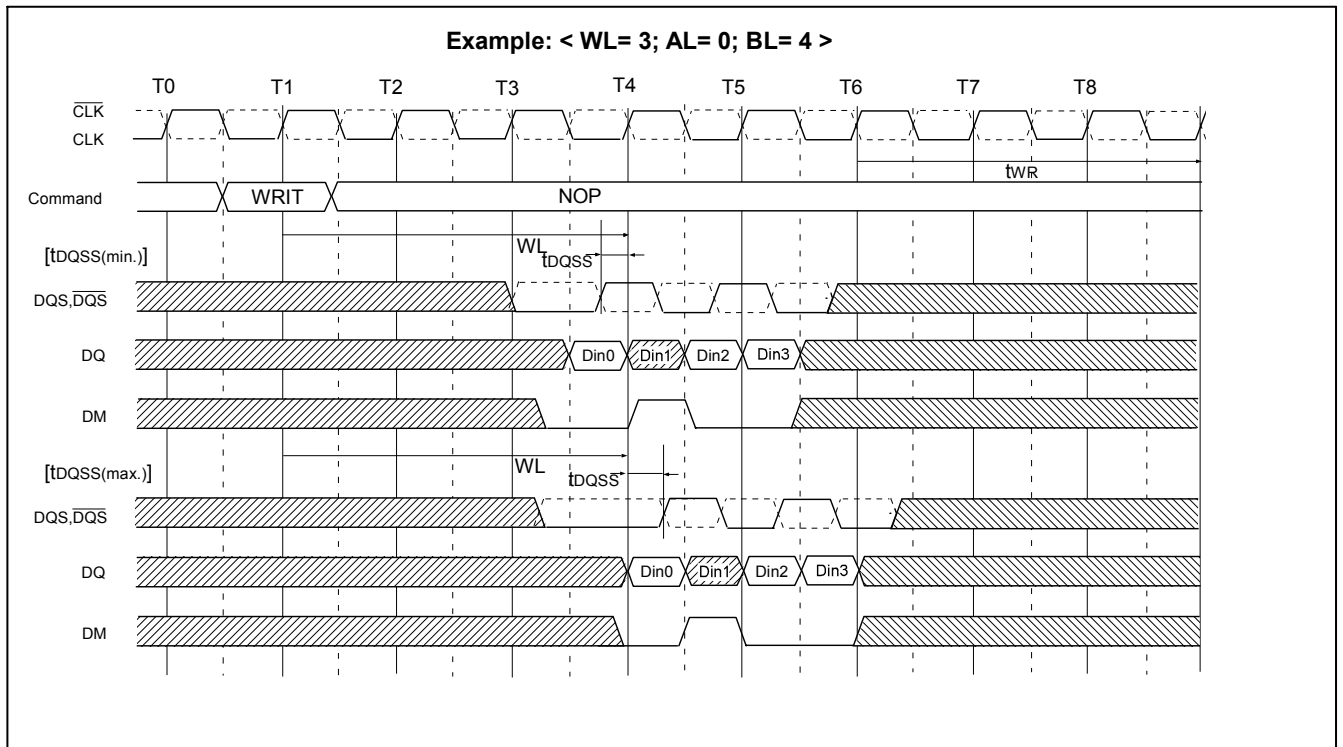 Example: < WL= 3; AL= 0; BL= 4 >
T0 T1 T2 T3 T4 T5 T6 T7 T8
CLK
CLK
tWR
Command WRIT NOP
WL
[tDQSS(min.)] tDQSS
DQS,DQS
DQ Din0 Din1 Din2 Din3
DM
[tDQSS(max.)] WL
tDQSS
DQS,DQS
DQ Din0 Din1 Din2 Din3
DM